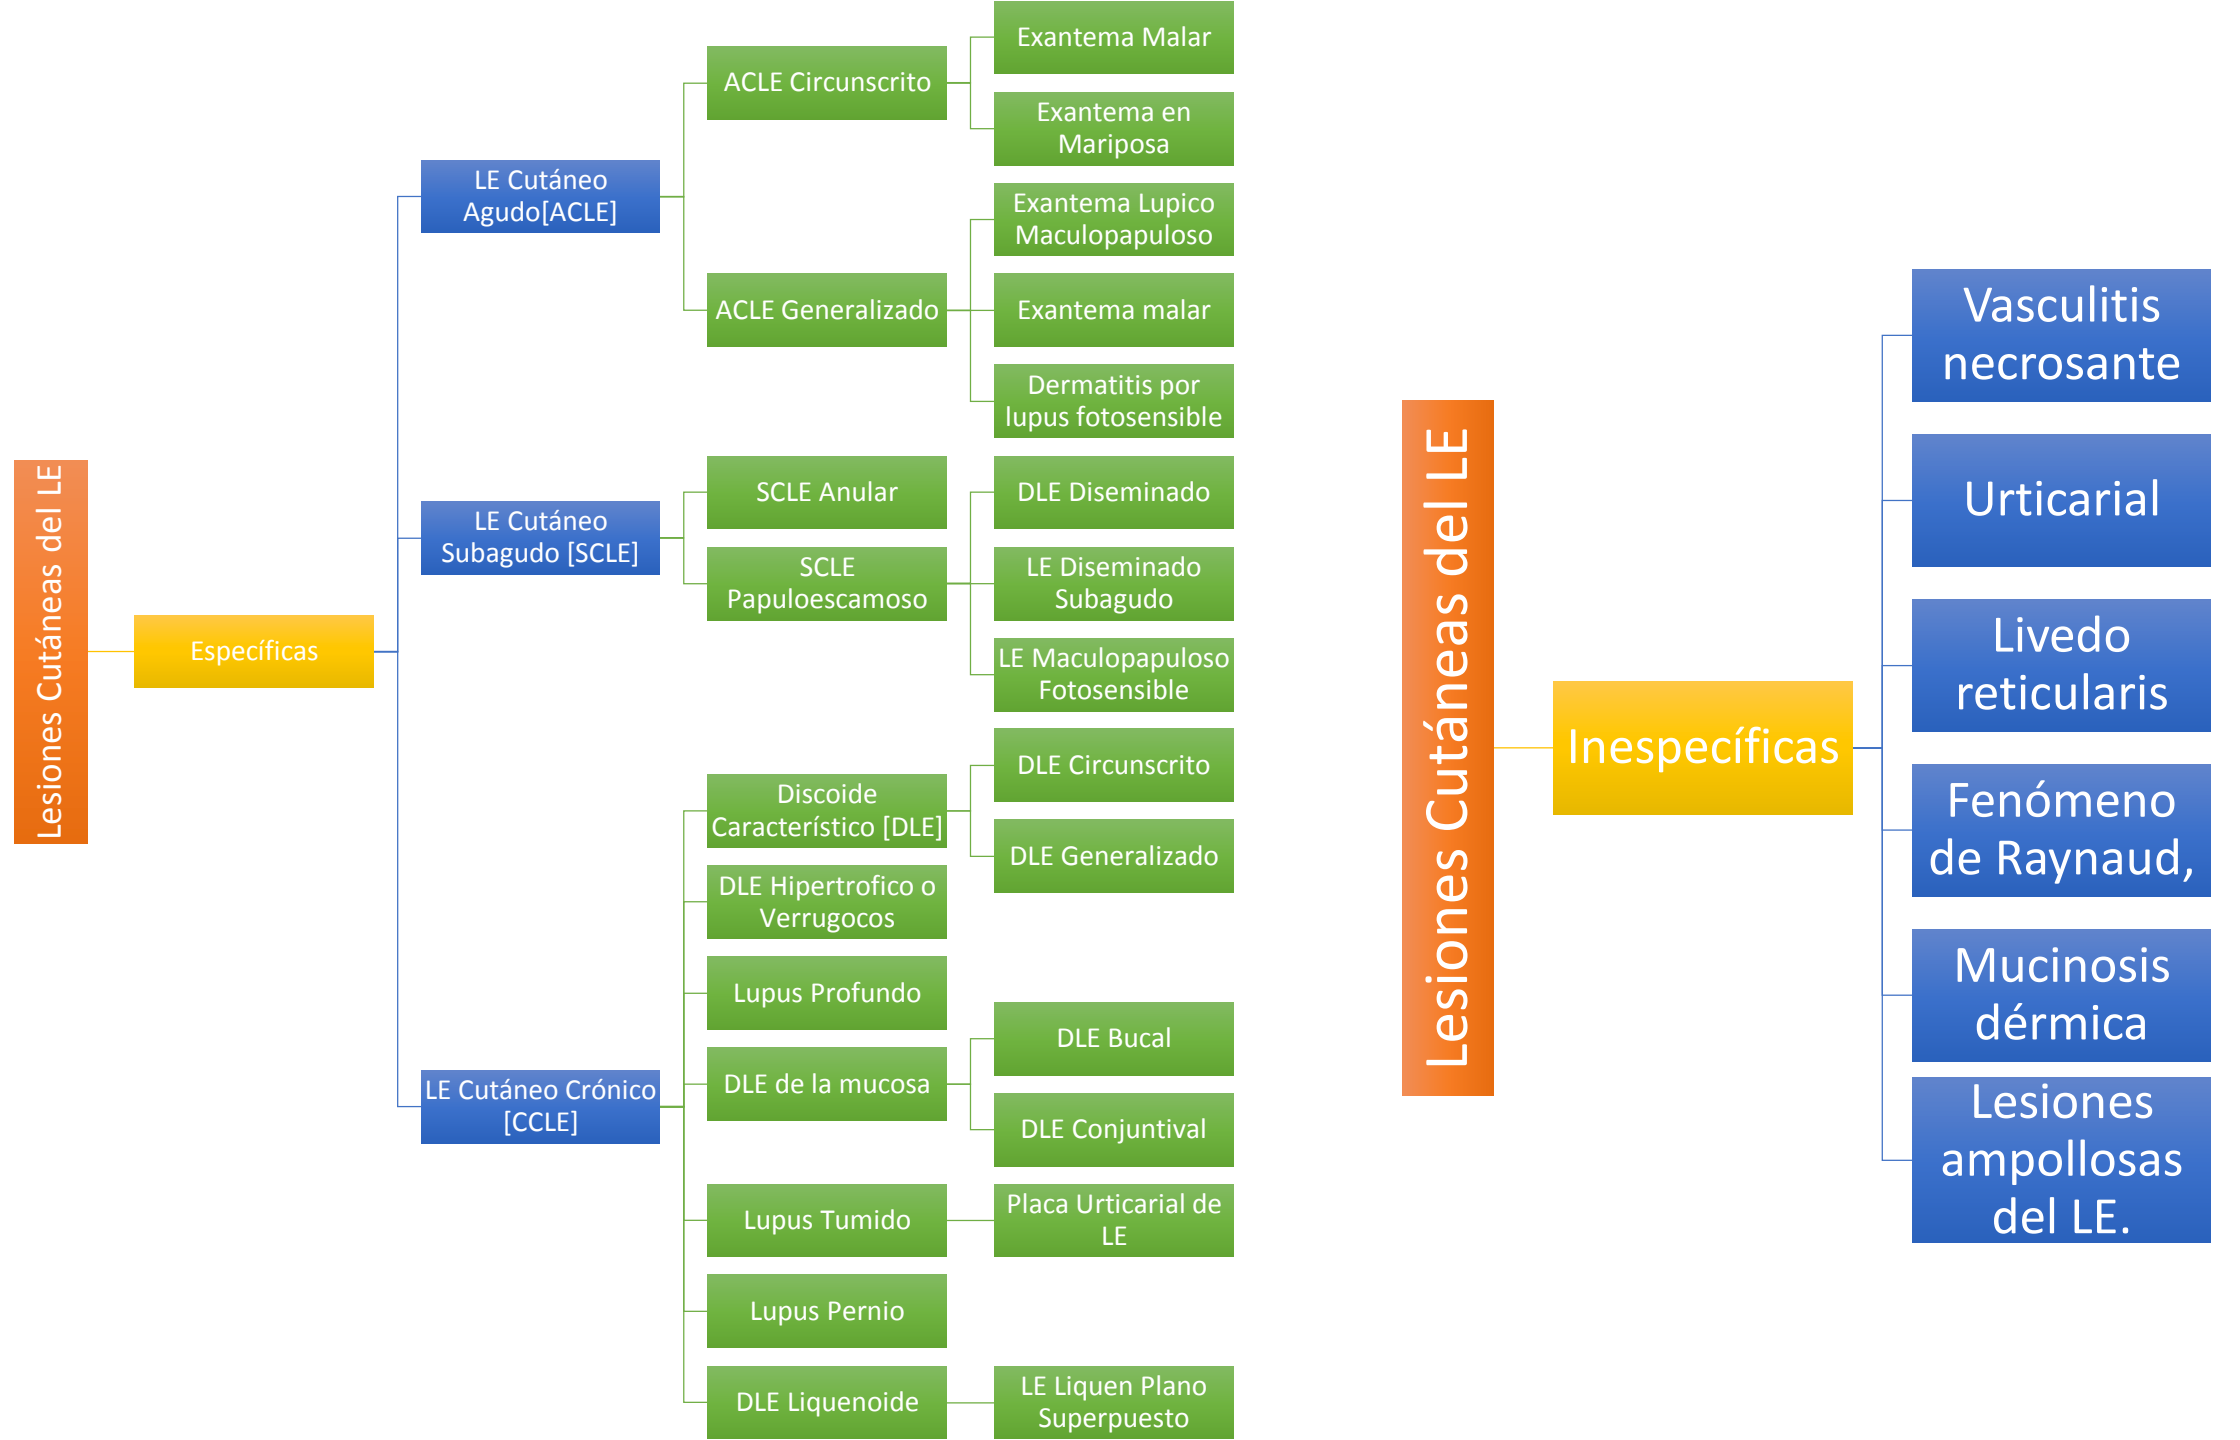 Lesiones Cutáneas del LE
Específicas
LE Cutáneo
Agudo[ACLE]
ACLE Circunscrito
Exantema Malar
Exantema en
Mariposa
ACLE Generalizado
Exantema Lupico
Maculopapuloso
Exantema malar
Dermatitis por
lupus fotosensible
LE Cutáneo
Subagudo [SCLE]
SCLE Anular
SCLE
Papuloescamoso
DLE Diseminado
LE Diseminado
Subagudo
LE Maculopapuloso
Fotosensible
LE Cutáneo Crónico
[CCLE]
Discoide
Característico [DLE]
DLE Circunscrito
DLE Generalizado
DLE Hipertrofico o
Verrugocos
Lupus Profundo
DLE de la mucosa
DLE Bucal
DLE Conjuntival
Lupus Tumido
Placa Urticarial de
LE
Lupus Pernio
DLE Liquenoide
LE Liquen Plano
Superpuesto
Lesiones Cutáneas del LE
Inespecíficas
Vasculitis
necrosante
Urticarial
Livedo
reticularis
Fenómeno
de Raynaud,
Mucinosis
dérmica
Lesiones
ampollosas
del LE.